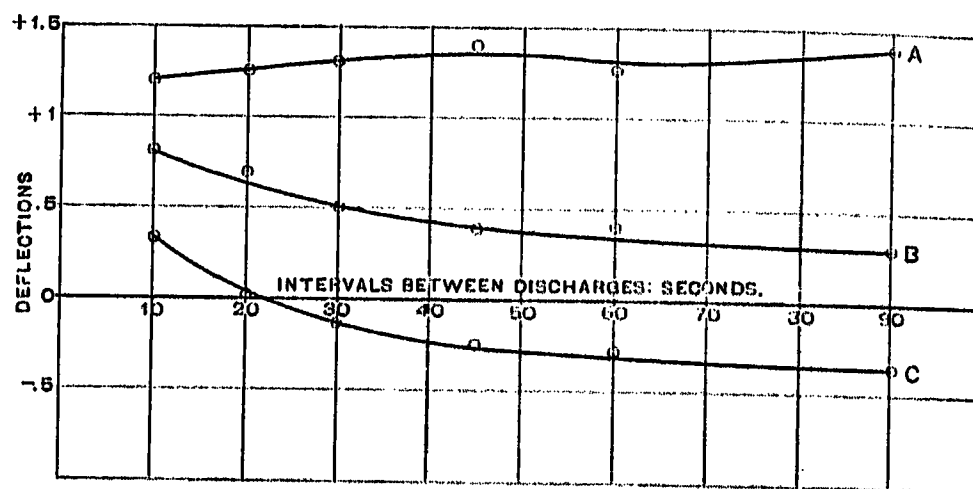 +1.5
A
+1
DEFLECTIONS
+.5
B
INTERVALS BETWEEN DISCHARGES: SECONDS.
0
10 20 30 40 50 60 70 80 90
-.5
C